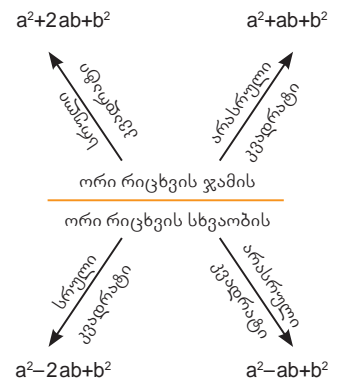 a²+2ab+b²
a²+ab+b²
სრული
კვადრატი
არასრული
კვადრატი
ორი რიცხვის ჯამის
ორი რიცხვის სხვაობის
სრული
კვადრატი
არასრული
კვადრატი
a²–2ab+b²
a²–ab+b²